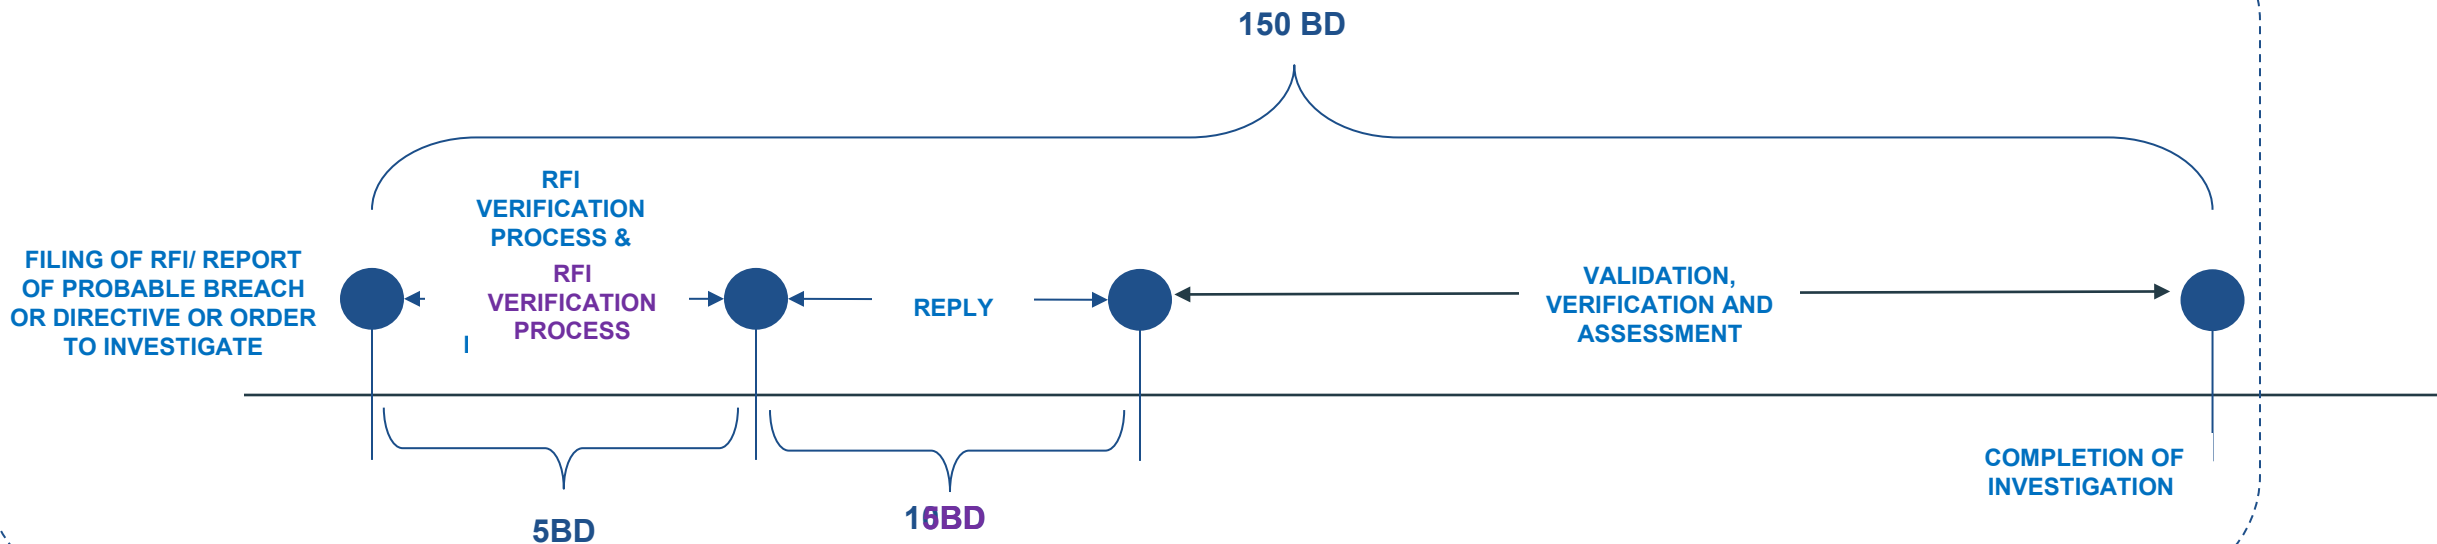 150 BD
RFI
VERIFICATION
PROCESS &
FILING OF RFI/ REPORT
OF PROBABLE BREACH
OR DIRECTIVE OR ORDER
TO INVESTIGATE
RFI
VERIFICATION
PROCESS
REPLY
VALIDATION,
VERIFICATION AND
ASSESSMENT
COMPLETION OF
INVESTIGATION
5BD